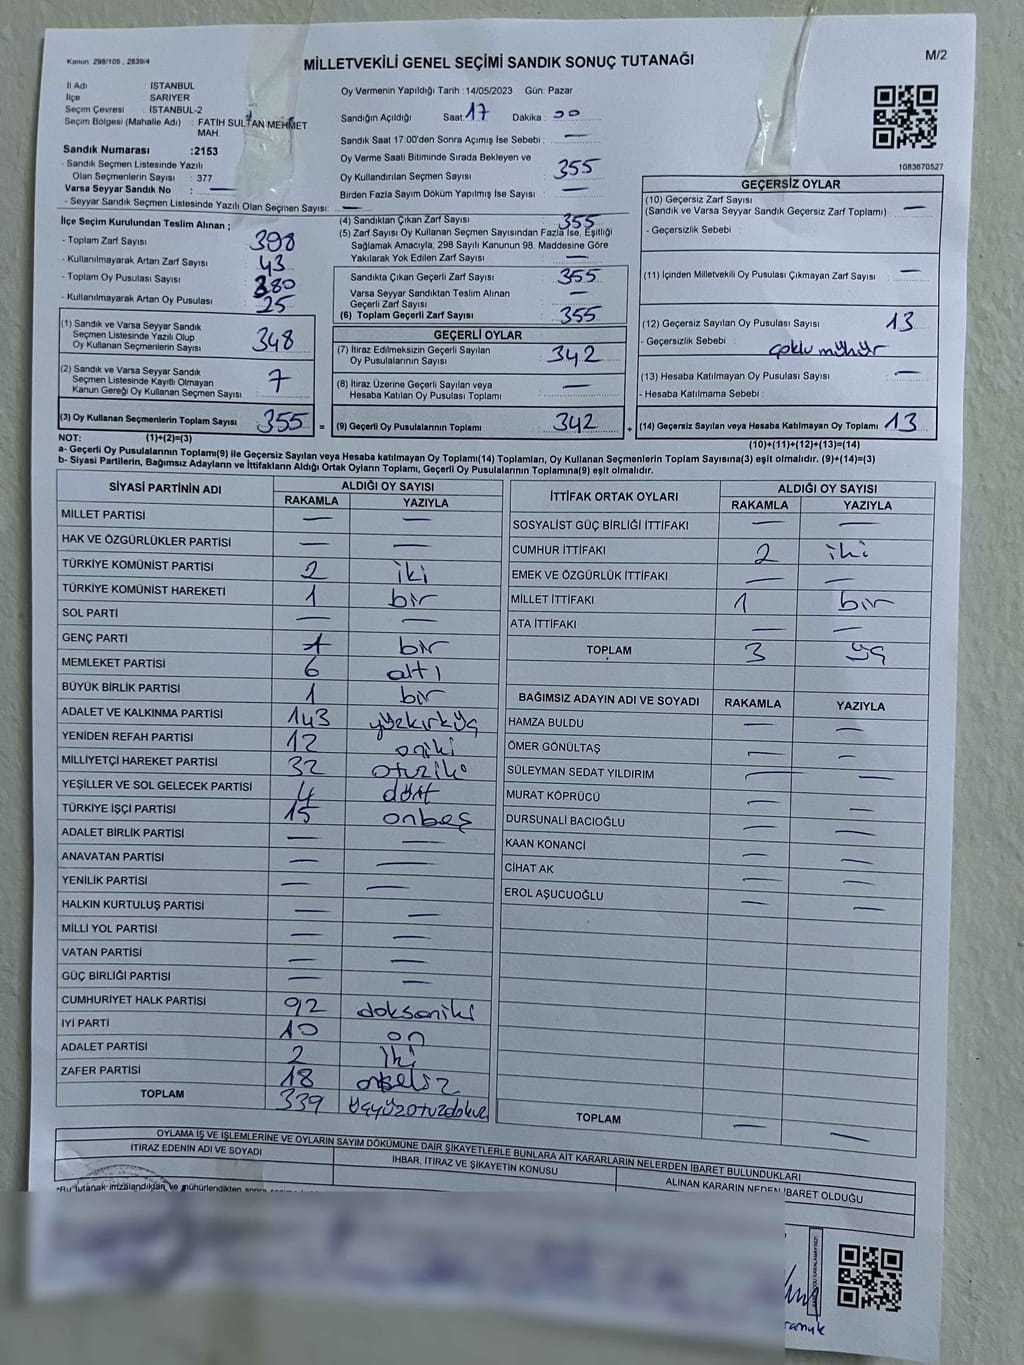 Kanun: 298/105 , 2839/4
MİLLETVEKİLİ GENEL SEÇİMİ SANDIK SONUÇ TUTANAĞI
M/2
İl Adı : İSTANBUL
İlçe : SARIYER
Seçim Çevresi : İSTANBUL-2
Seçim Bölgesi (Mahalle Adı) : FATİH SULTAN MEHMET
MAH.
Sandık Numarası :2153
- Sandık Seçmen Listesinde Yazılı
Olan Seçmenlerin Sayısı : 377
Varsa Seyyar Sandık No : —
- Seyyar Sandık Seçmen Listesinde Yazılı Olan Seçmen Sayısı: —
Oy Vermenin Yapıldığı Tarih :14/05/2023 Gün: Pazar
Sandığın Açıldığı Saat: 17 Dakika : 00
Sandık Saat 17.00'den Sonra Açımış İse Sebebi : —
Oy Verme Saati Bitiminde Sırada Bekleyen ve
Oy Kullandırılan Seçmen Sayısı : 355
Birden Fazla Sayım Döküm Yapılmış İse Sayısı : —
1083670527
İlçe Seçim Kurulundan Teslim Alınan ;
- Toplam Zarf Sayısı : 398
- Kullanılmayarak Artan Zarf Sayısı : 43
- Toplam Oy Pusulası Sayısı : 380
- Kullanılmayarak Artan Oy Pusulası : 25
(1) Sandık ve Varsa Seyyar Sandık
Seçmen Listesinde Yazılı Olup
Oy Kullanan Seçmenlerin Sayısı : 348
(2) Sandık ve Varsa Seyyar Sandık
Seçmen Listesinde Kayıtlı Olmayan
Kanun Gereği Oy Kullanan Seçmen Sayısı : 7
(3) Oy Kullanan Seçmenlerin Toplam Sayısı : 355 =
(4) Sandıktan Çıkan Zarf Sayısı : 355
(5) Zarf Sayısı Oy Kullanan Seçmen Sayısından Fazla İse, Eşitliği
Sağlamak Amacıyla, 298 Sayılı Kanunun 98. Maddesine Göre
Yakılarak Yok Edilen Zarf Sayısı : —
Sandıkta Çıkan Geçerli Zarf Sayısı : 355
Varsa Seyyar Sandıktan Teslim Alınan
Geçerli Zarf Sayısı : —
(6) Toplam Geçerli Zarf Sayısı : 355
GEÇERLİ OYLAR
(7) İtiraz Edilmeksizin Geçerli Sayılan
Oy Pusulalarının Sayısı : 342
(8) İtiraz Üzerine Geçerli Sayılan veya
Hesaba Katılan Oy Pusulası Toplamı : —
(9) Geçerli Oy Pusulalarının Toplamı : 342 +
GEÇERSİZ OYLAR
(10) Geçersiz Zarf Sayısı
(Sandık ve Varsa Seyyar Sandık Geçersiz Zarf Toplamı) : —
- Geçersizlik Sebebi :
(11) İçinden Milletvekili Oy Pusulası Çıkmayan Zarf Sayısı : —
(12) Geçersiz Sayılan Oy Pusulası Sayısı : 13
- Geçersizlik Sebebi : çoklu mühür
(13) Hesaba Katılmayan Oy Pusulası Sayısı : —
- Hesaba Katılmama Sebebi :
(14) Geçersiz Sayılan veya Hesaba Katılmayan Oy Toplamı : 13
NOT: (1)+(2)=(3)
(10)+(11)+(12)+(13)=(14)
a- Geçerli Oy Pusulalarının Toplamı(9) ile Geçersiz Sayılan veya Hesaba katılmayan Oy Toplamı(14) Toplamları, Oy Kullanan Seçmenlerin Toplam Sayısına(3) eşit olmalıdır. (9)+(14)=(3)
b- Siyasi Partilerin, Bağımsız Adayların ve İttifakların Aldığı Ortak Oyların Toplamı, Geçerli Oy Pusulalarının Toplamına(9) eşit olmalıdır.
SİYASİ PARTİNİN ADI
ALDIĞI OY SAYISI
RAKAMLA YAZIYLA
MİLLET PARTİSİ — —
HAK VE ÖZGÜRLÜKLER PARTİSİ — —
TÜRKİYE KOMÜNİST PARTİSİ 2 iki
TÜRKİYE KOMÜNİST HAREKETİ 1 bir
SOL PARTİ — —
GENÇ PARTİ 1 bir
MEMLEKET PARTİSİ 6 altı
BÜYÜK BİRLİK PARTİSİ 1 bir
ADALET VE KALKINMA PARTİSİ 143 yüzkırküç
YENİDEN REFAH PARTİSİ 12 oniki
MİLLİYETÇİ HAREKET PARTİSİ 32 otuziki
YEŞİLLER VE SOL GELECEK PARTİSİ 4 dört
TÜRKİYE İŞÇİ PARTİSİ 15 onbeş
ADALET BİRLİK PARTİSİ — —
ANAVATAN PARTİSİ — —
YENİLİK PARTİSİ — —
HALKIN KURTULUŞ PARTİSİ — —
MİLLİ YOL PARTİSİ — —
VATAN PARTİSİ — —
GÜÇ BİRLİĞİ PARTİSİ — —
CUMHURİYET HALK PARTİSİ 92 doksaniki
İYİ PARTİ 10 on
ADALET PARTİSİ 2 iki
ZAFER PARTİSİ 18 onsekiz
TOPLAM 339 üçyüzotuzdokuz
İTTİFAK ORTAK OYLARI
ALDIĞI OY SAYISI
RAKAMLA YAZIYLA
SOSYALİST GÜÇ BİRLİĞİ İTTİFAKI — —
CUMHUR İTTİFAKI 2 iki
EMEK VE ÖZGÜRLÜK İTTİFAKI — —
MİLLET İTTİFAKI 1 bir
ATA İTTİFAKI — —
TOPLAM 3 üç
BAĞIMSIZ ADAYIN ADI VE SOYADI RAKAMLA YAZIYLA
HAMZA BULDU — —
ÖMER GÖNÜLTAŞ — —
SÜLEYMAN SEDAT YILDIRIM — —
MURAT KÖPRÜCÜ — —
DURSUNALİ BACIOĞLU — —
KAAN KONANCİ — —
CİHAT AK — —
EROL AŞUCUOĞLU — —
TOPLAM — —
OYLAMA İŞ VE İŞLEMLERİNE VE OYLARIN SAYIM DÖKÜMÜNE DAİR ŞİKAYETLERLE BUNLARA AİT KARARLARIN NELERDEN İBARET BULUNDUKLARI
İTİRAZ EDENİN ADI VE SOYADI
İHBAR, İTİRAZ VE ŞİKAYETİN KONUSU
ALINAN KARARIN NEDEN İBARET OLDUĞU
*Bu tutanak imzalandıktan ve mühürlendikten sonra